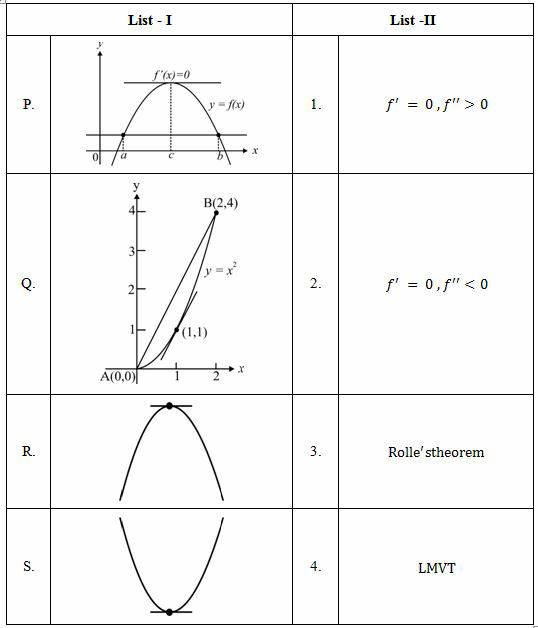 List - I
List -II
P.
y
f'(x)=0
y = f(x)
0
a
c
b
x
1.
f′ = 0 , f″ > 0
Q.
y
4
B(2,4)
3
y = x²
2
1
(1,1)
A(0,0)
1
2
x
2.
f′ = 0 , f″ < 0
R.
3.
Rolle′stheorem
S.
4.
LMVT